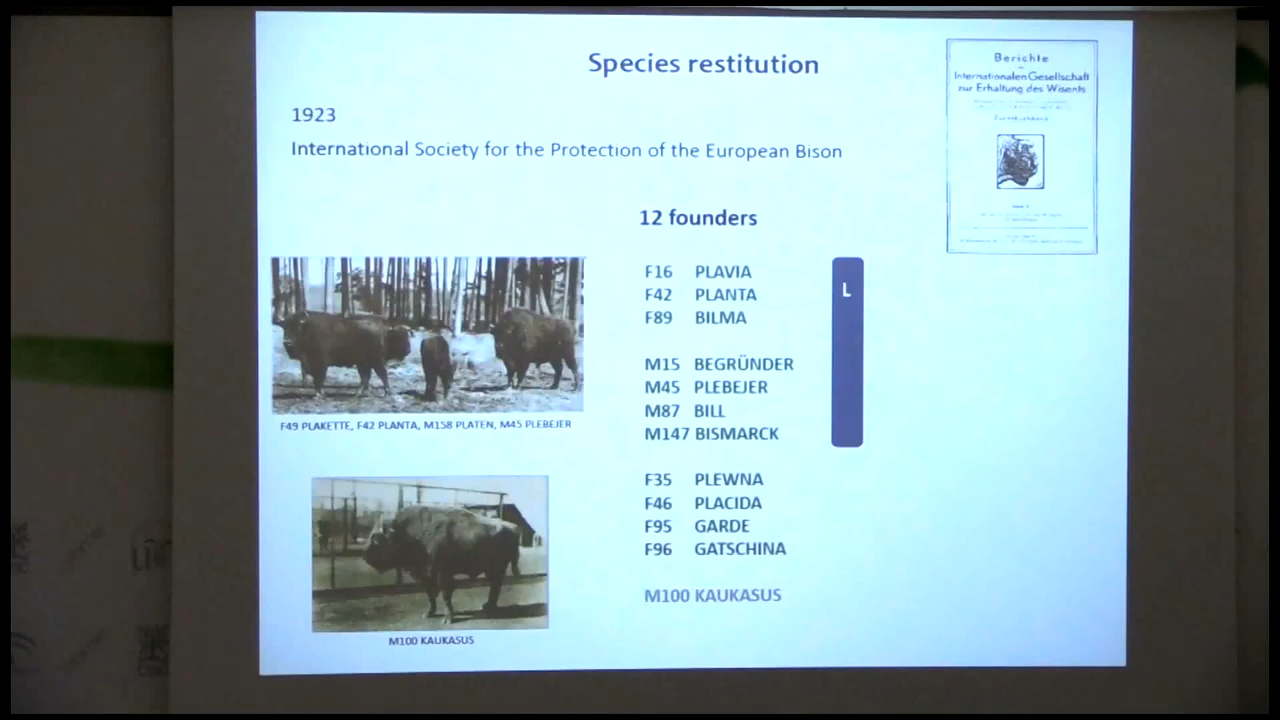 Species restitution
Berichte
Internationalen Gesellschaft
zur Erhaltung des Wisents
1923
International Society for the Protection of the European Bison
12 founders
F16 PLAVIA
F42 PLANTA
F89 BILMA
L
M15 BEGRÜNDER
M45 PLEBEJER
M87 BILL
M147 BISMARCK
F49 PLAKETTE, F42 PLANTA, M158 PLATEN, M45 PLEBEJER
F35 PLEWNA
F46 PLACIDA
F95 GARDE
F96 GATSCHINA
M100 KAUKASUS
M100 KAUKASUS